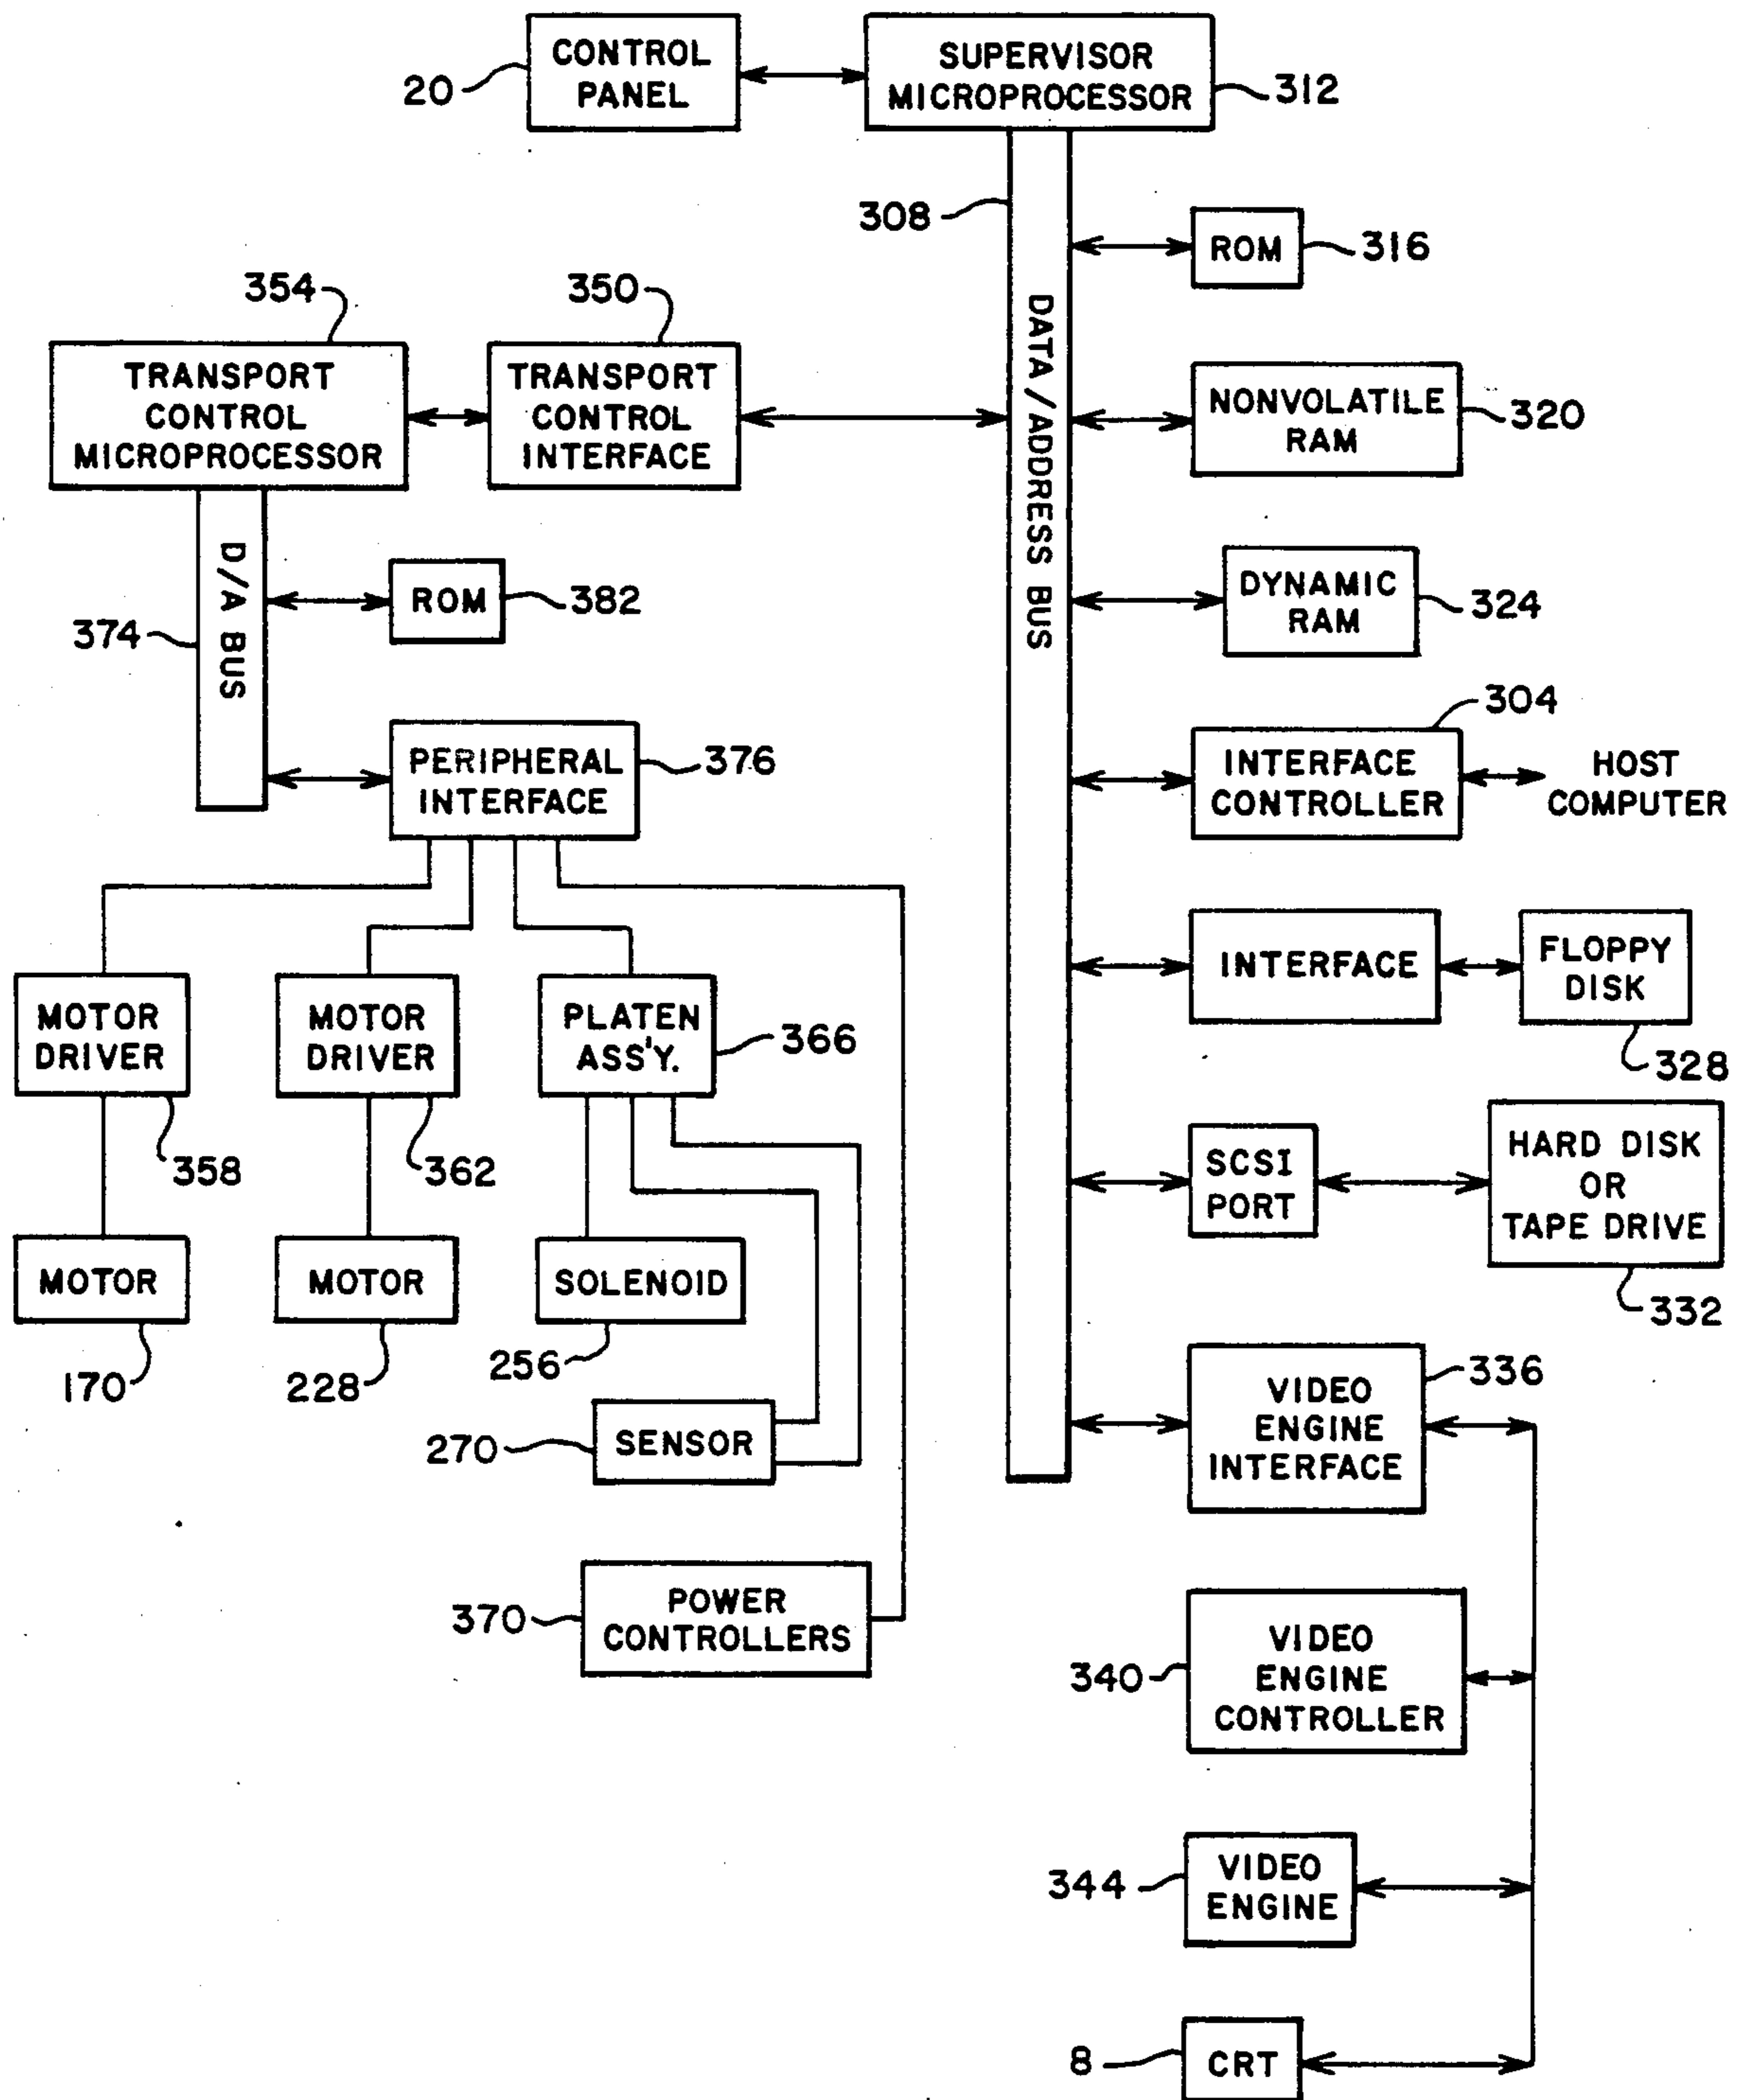 CONTROL
PANEL
20
SUPERVISOR
MICROPROCESSOR
312
308
DATA/ADDRESS BUS
ROM
316
354
350
TRANSPORT
CONTROL
MICROPROCESSOR
TRANSPORT
CONTROL
INTERFACE
NONVOLATILE
RAM
320
D/A BUS
374
ROM
382
DYNAMIC
RAM
324
304
PERIPHERAL
INTERFACE
376
INTERFACE
CONTROLLER
HOST
COMPUTER
INTERFACE
FLOPPY
DISK
328
MOTOR
DRIVER
358
MOTOR
DRIVER
362
PLATEN
ASS'Y.
366
SCSI
PORT
HARD DISK
OR
TAPE DRIVE
332
MOTOR
170
MOTOR
228
SOLENOID
256
270
SENSOR
VIDEO
ENGINE
INTERFACE
336
370
POWER
CONTROLLERS
340
VIDEO
ENGINE
CONTROLLER
344
VIDEO
ENGINE
8
CRT